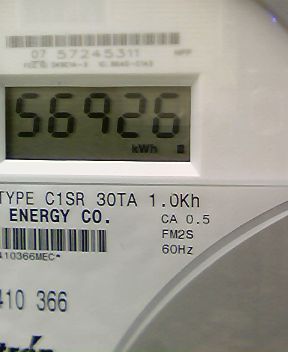 07 57245311
56926
kWh
TYPE C1SR 30TA 1.0Kh
ENERGY CO.
CA 0.5
FM2S
60Hz
410366MEC*
410 366